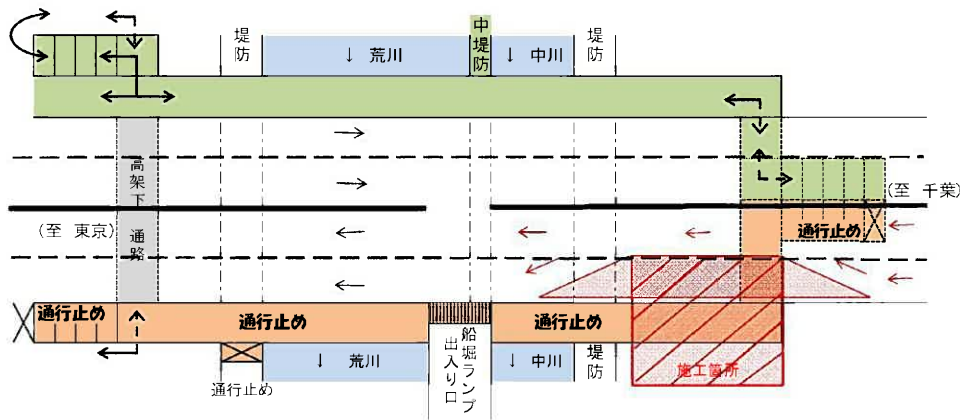 堤防
↓ 荒川
中堤防
↓ 中川
堤防
高架下
通路
(至 東京)
(至 千葉)
通行止め
通行止め
通行止め
通行止め
通行止め
↓ 荒川
船堀ランプ
出入り口
↓ 中川
堤防
施工箇所